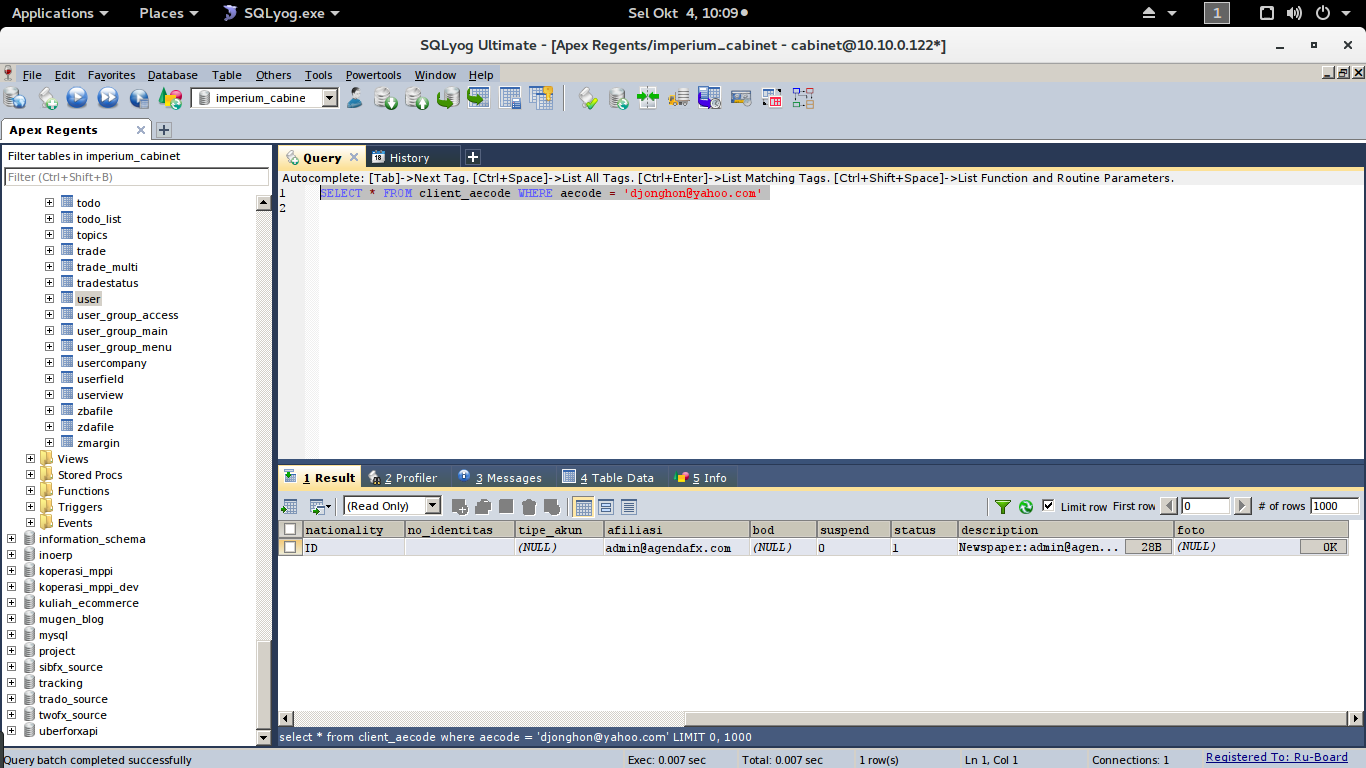 Applications Places SQLyog.exe Sel Okt 4, 10:09 1
SQLyog Ultimate - [Apex Regents/imperium_cabinet - cabinet@10.10.0.122*]
File Edit Favorites Database Table Others Tools Powertools Window Help
imperium_cabine
Apex Regents
Filter tables in imperium_cabinet
Filter (Ctrl+Shift+B)
todo
todo_list
topics
trade
trade_multi
tradestatus
user
user_group_access
user_group_main
user_group_menu
usercompany
userfield
userview
zbafile
zdafile
zmargin
Views
Stored Procs
Functions
Triggers
Events
information_schema
inoerp
koperasi_mppi
koperasi_mppi_dev
kuliah_ecommerce
mugen_blog
mysql
project
sibfx_source
tracking
trado_source
twofx_source
uberforxapi
Query History
Autocomplete: [Tab]->Next Tag. [Ctrl+Space]->List All Tags. [Ctrl+Enter]->List Matching Tags. [Ctrl+Shift+Space]->List Function and Routine Parameters.
1 SELECT * FROM client_aecode WHERE aecode = 'djonghon@yahoo.com'
2
1 Result 2 Profiler 3 Messages 4 Table Data 5 Info
(Read Only) Limit row First row 0 # of rows 1000
nationality no_identitas tipe_akun afiliasi bod suspend status description foto
ID (NULL) admin@agendafx.com (NULL) 0 1 Newspaper:admin@agen... 28B (NULL) 0K
select * from client_aecode where aecode = 'djonghon@yahoo.com' LIMIT 0, 1000
Query batch completed successfully Exec: 0.007 sec Total: 0.007 sec 1 row(s) Ln 1, Col 1 Connections: 1 Registered To: Ru-Board